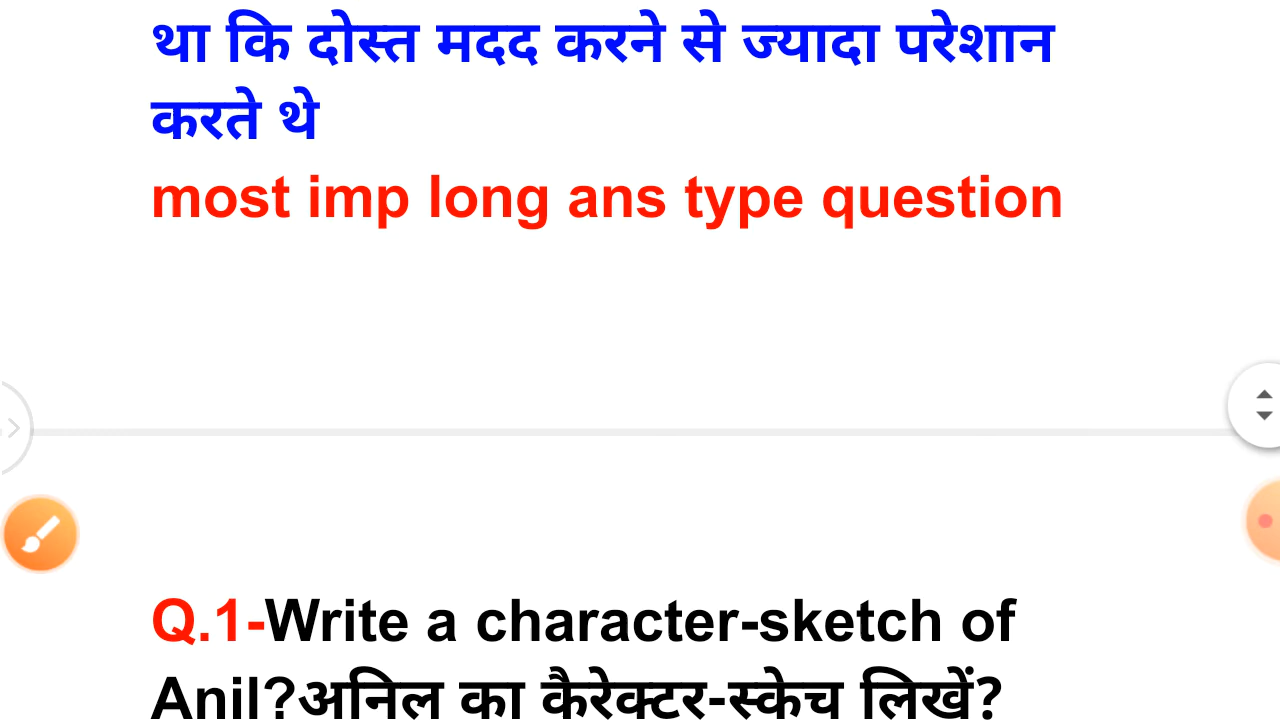 था कि दोस्त मदद करने से ज्यादा परेशान
करते थे
most imp long ans type question
Q.1-Write a character-sketch of
Anil?अनिल का कैरेक्टर-स्केच लिखें?